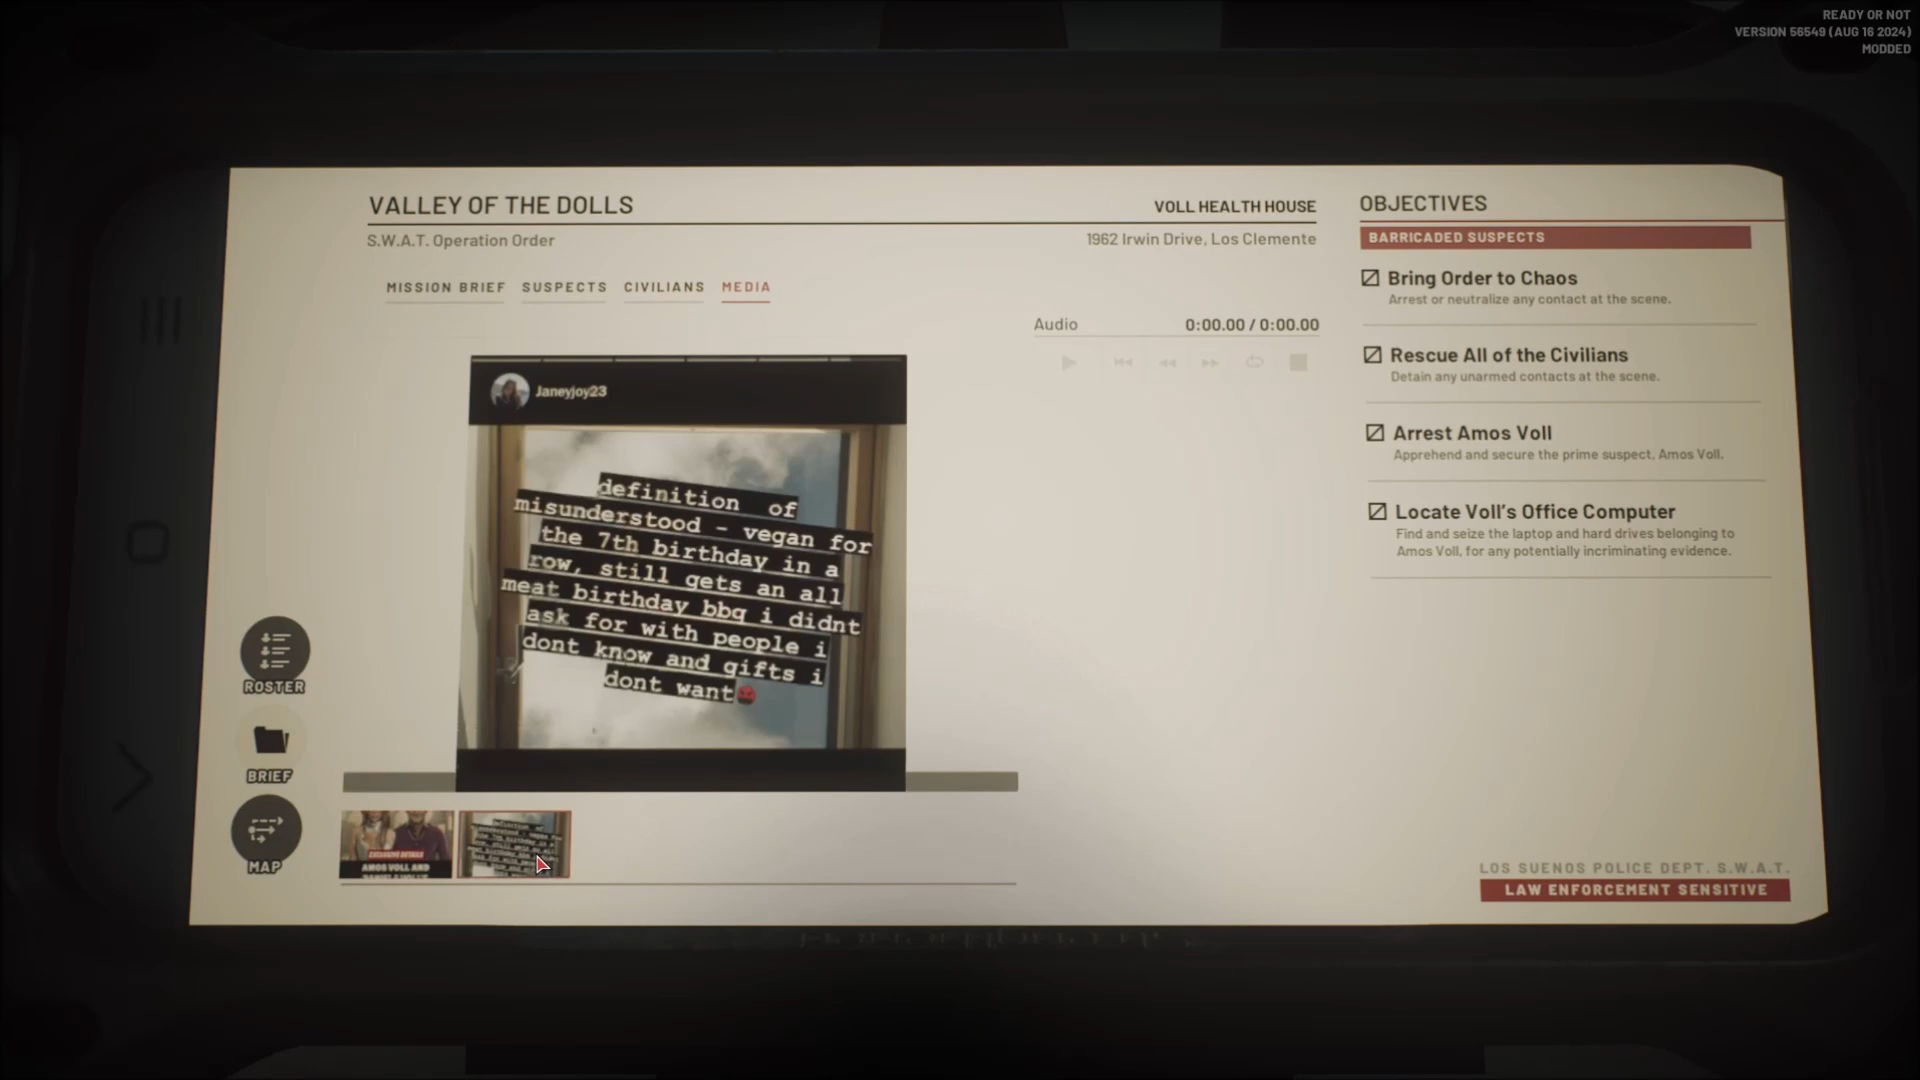 READY OR NOT
VERSION 56549 (AUG 16 2024)
MODDED
VALLEY OF THE DOLLS
VOLL HEALTH HOUSE
S.W.A.T. Operation Order
1962 Irwin Drive, Los Clemente
MISSION BRIEF SUSPECTS CIVILIANS MEDIA
Audio 0:00.00 / 0:00.00
Janeyjoy23
definition of
misunderstood - vegan for
the 7th birthday in a
row, still gets an all
meat birthday bbq i didnt
ask for with people i
dont know and gifts i
dont want😡
EXCLUSIVE DETAILS
AMOS VOLL AND
OBJECTIVES
BARRICADED SUSPECTS
Bring Order to Chaos
Arrest or neutralize any contact at the scene.
Rescue All of the Civilians
Detain any unarmed contacts at the scene.
Arrest Amos Voll
Apprehend and secure the prime suspect, Amos Voll.
Locate Voll's Office Computer
Find and seize the laptop and hard drives belonging to
Amos Voll, for any potentially incriminating evidence.
ROSTER
BRIEF
MAP
LOS SUENOS POLICE DEPT. S.W.A.T.
LAW ENFORCEMENT SENSITIVE